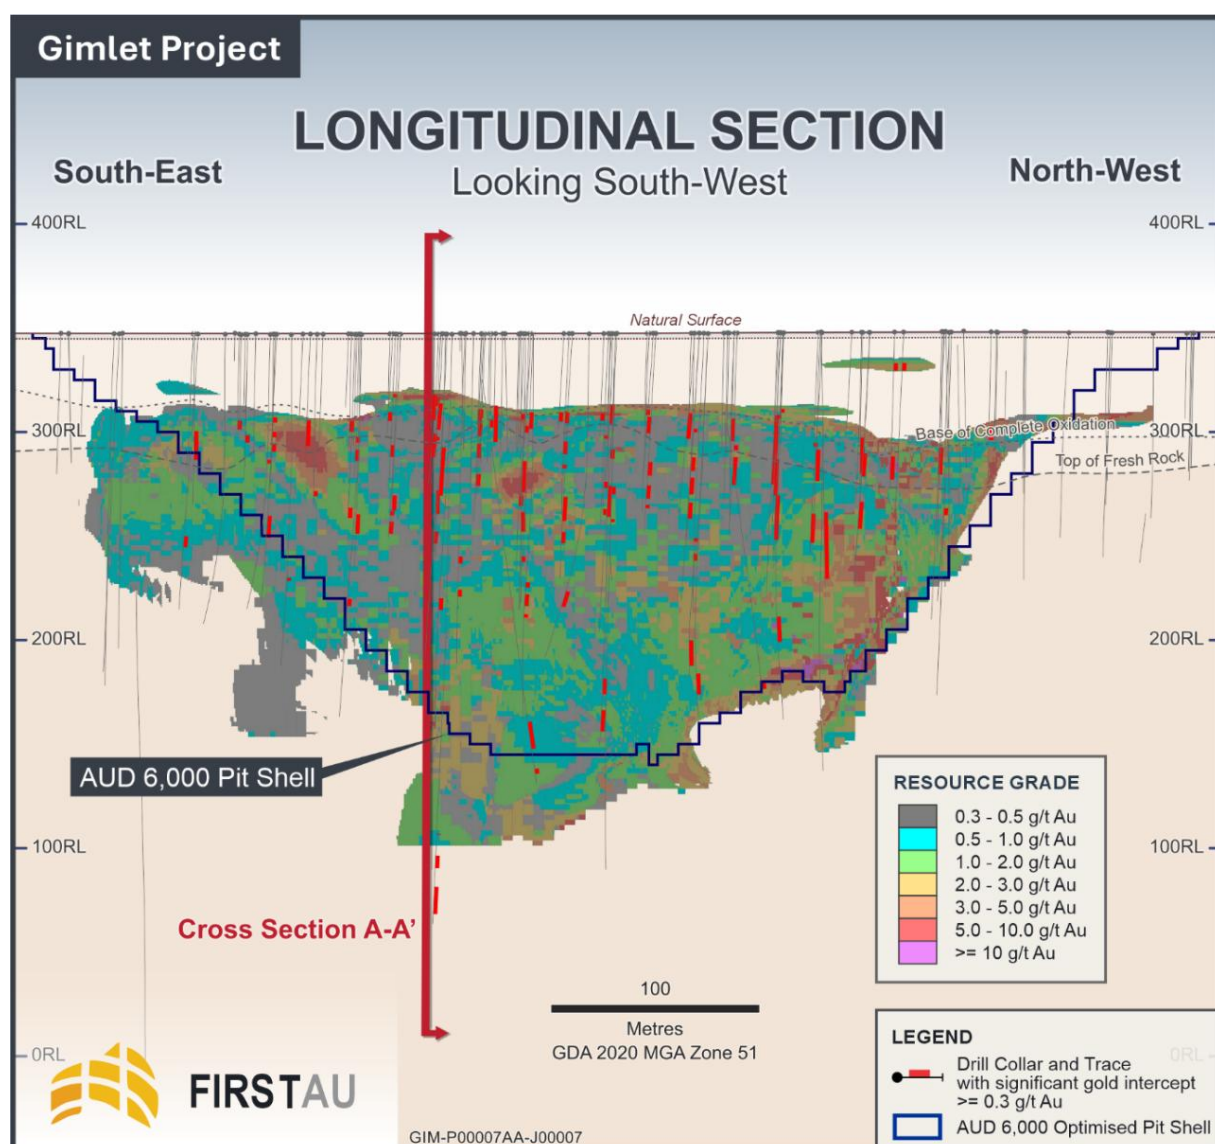 Gimlet Project
LONGITUDINAL SECTION
Looking South-West
South-East
North-West
400RL
400RL
Natural Surface
300RL
300RL
Base of Complete Oxidation
Top of Fresh Rock
200RL
200RL
AUD 6,000 Pit Shell
100RL
100RL
RESOURCE GRADE
0.3 - 0.5 g/t Au
0.5 - 1.0 g/t Au
1.0 - 2.0 g/t Au
2.0 - 3.0 g/t Au
3.0 - 5.0 g/t Au
5.0 - 10.0 g/t Au
>= 10 g/t Au
Cross Section A-A’
100
Metres
GDA 2020 MGA Zone 51
LEGEND
Drill Collar and Trace
with significant gold intercept
>= 0.3 g/t Au
AUD 6,000 Optimised Pit Shell
0RL
0RL
FIRSTAU
GIM-P00007AA-J00007